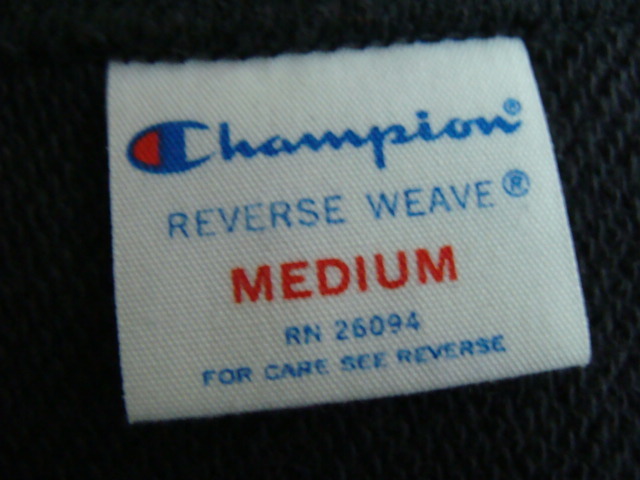 Champion®
REVERSE WEAVE®
MEDIUM
RN 26094
FOR CARE SEE REVERSE